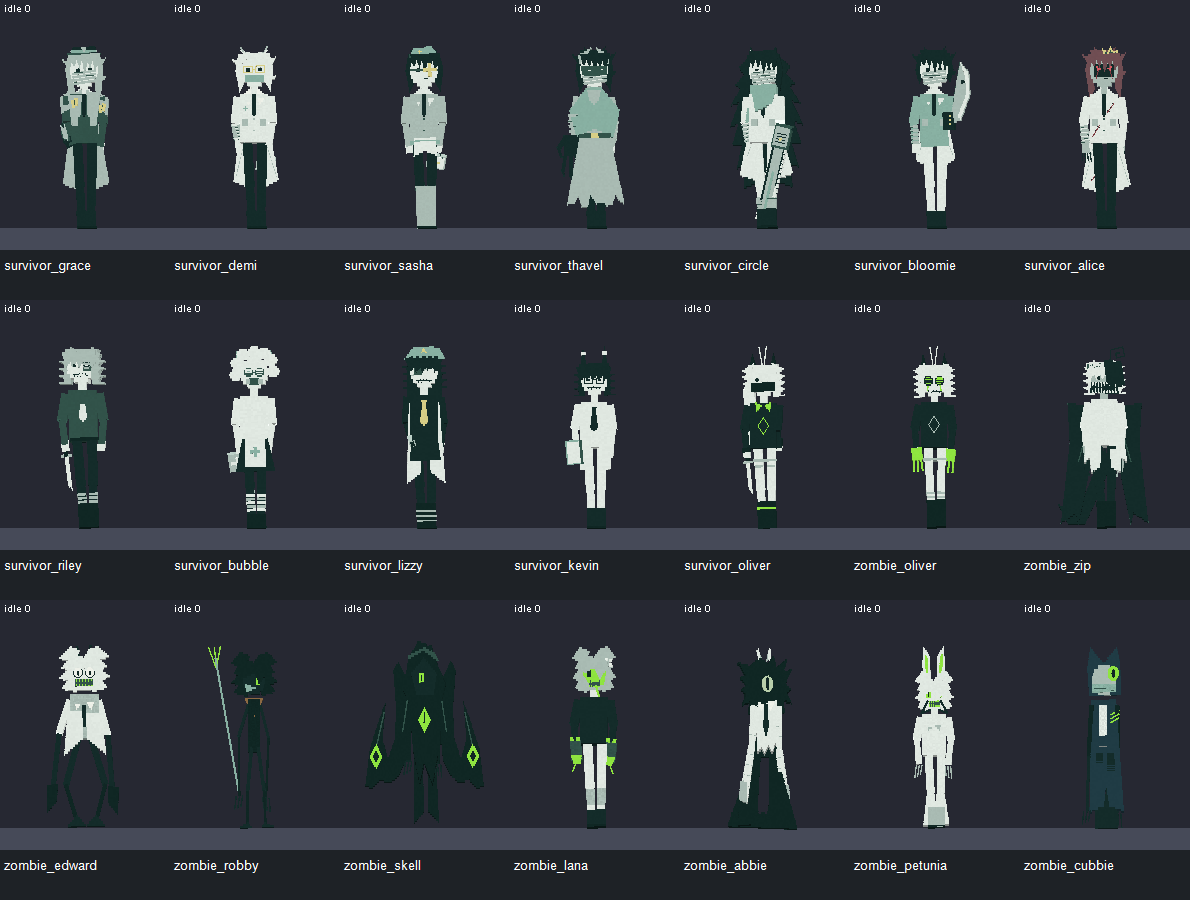 idle 0 idle 0 idle 0 idle 0 idle 0 idle 0 idle 0
survivor_grace survivor_demi survivor_sasha survivor_thavel survivor_circle survivor_bloomie survivor_alice
idle 0 idle 0 idle 0 idle 0 idle 0 idle 0 idle 0
survivor_riley survivor_bubble survivor_lizzy survivor_kevin survivor_oliver zombie_oliver zombie_zip
idle 0 idle 0 idle 0 idle 0 idle 0 idle 0 idle 0
zombie_edward zombie_robby zombie_skell zombie_lana zombie_abbie zombie_petunia zombie_cubbie